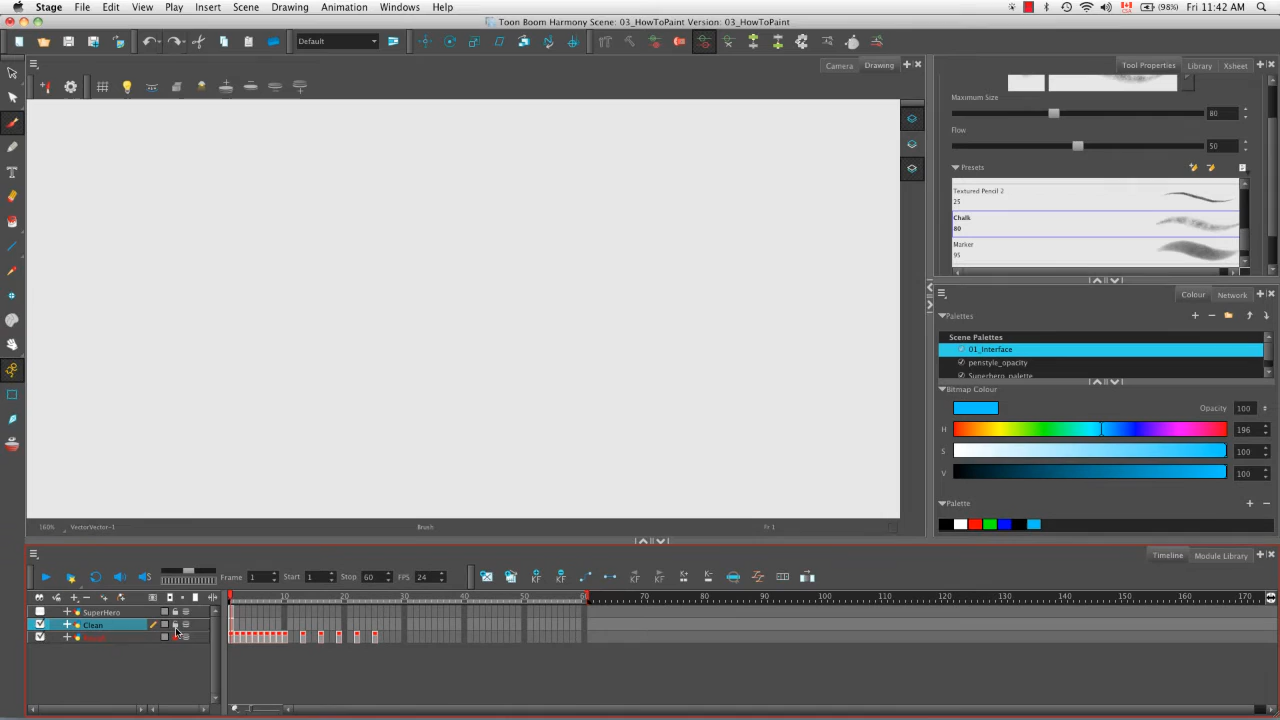 Stage File Edit View Play Insert Scene Drawing Animation Windows Help (98%) Fri 11:42 AM
Toon Boom Harmony Scene: 03_HowToPaint Version: 03_HowToPaint
Default
Camera Drawing Tool Properties Library Xsheet
Maximum Size
80
Flow
50
Presets
Textured Pencil 2
25
Chalk
80
Marker
95
Colour Network
Palettes
Scene Palettes
01_Interface
penstyle_opacity
Superhero_palette
Bitmap Colour
Opacity 100
H 196
S 100
V 100
Palette
160% VectorVector-1 Brush Fr 1
Timeline Module Library
Frame 1 Start 1 Stop 60 FPS 24
10 20 30 40 50 60 70 80 90 100 110 120 130 140 150 160 170
SuperHero
Clean